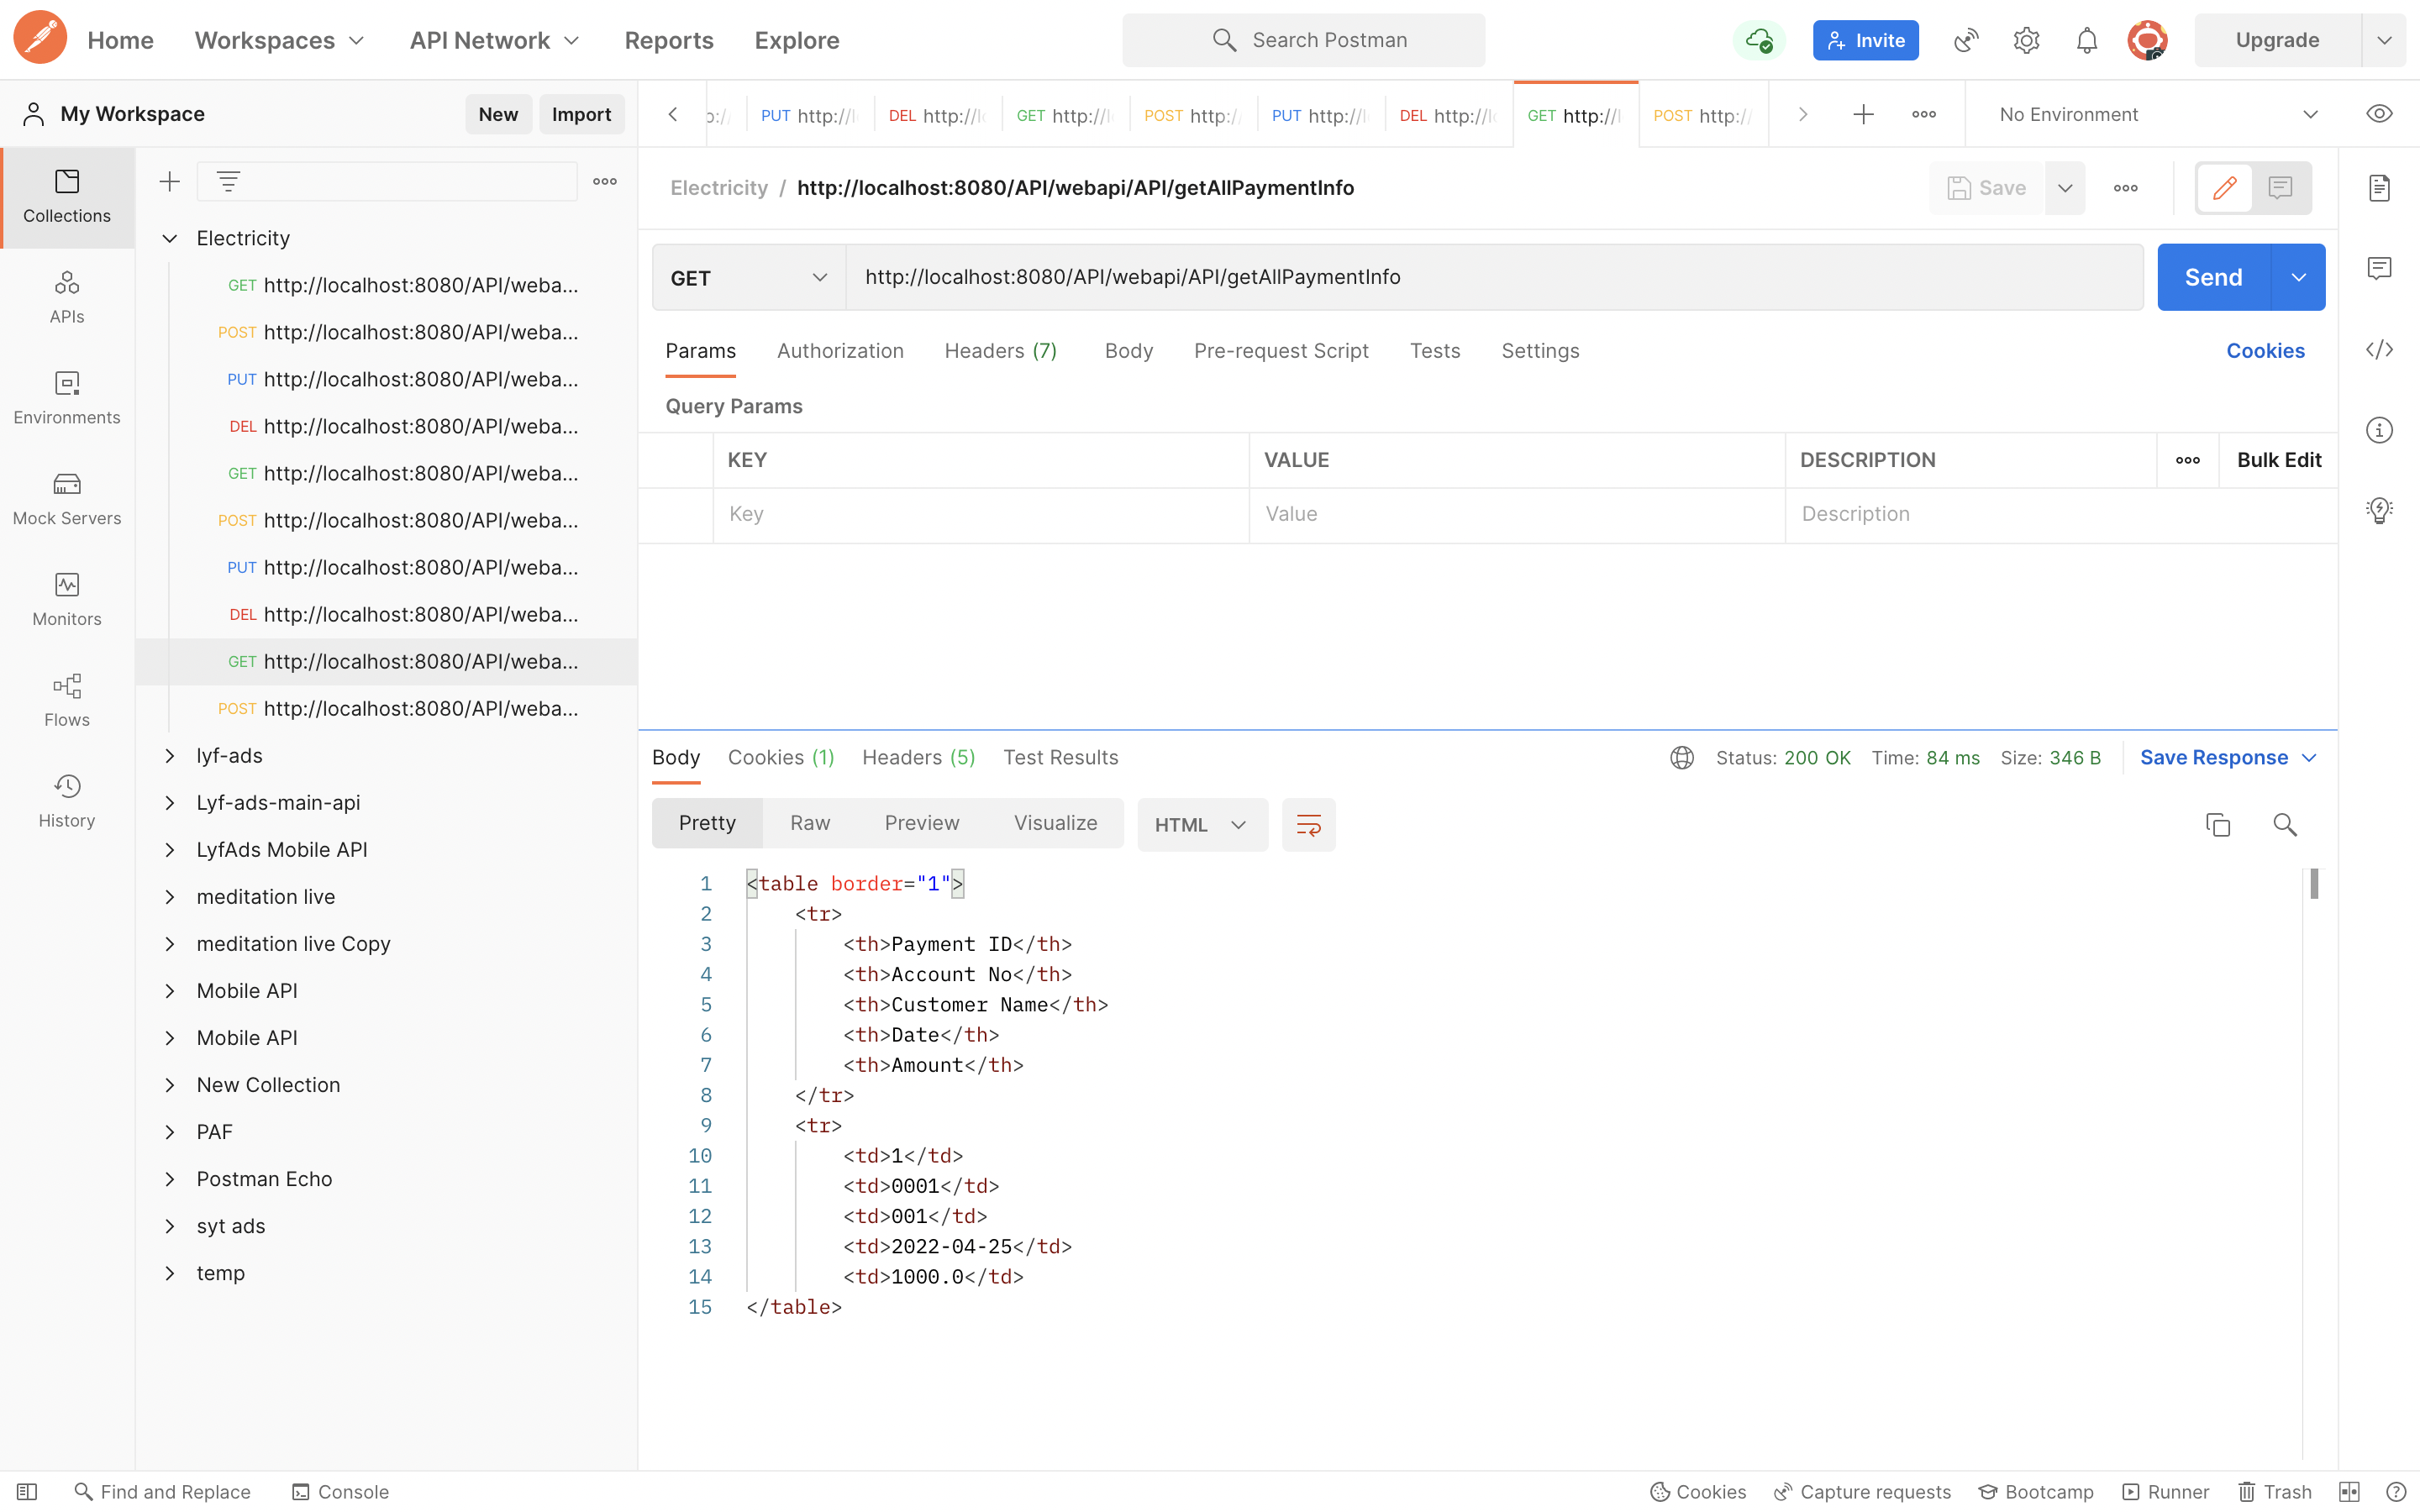 Home
Workspaces
API Network
Reports
Explore
Search Postman
Invite
Upgrade
My Workspace
New
Import
PUT http://
DEL http://
GET http://
POST http:/
PUT http://
DEL http://
GET http://
POST http://
No Environment
Collections
APIs
Environments
Mock Servers
Monitors
Flows
History
Electricity
GET http://localhost:8080/API/weba...
POST http://localhost:8080/API/weba...
PUT http://localhost:8080/API/weba...
DEL http://localhost:8080/API/weba...
GET http://localhost:8080/API/weba...
POST http://localhost:8080/API/weba...
PUT http://localhost:8080/API/weba...
DEL http://localhost:8080/API/weba...
GET http://localhost:8080/API/weba...
POST http://localhost:8080/API/weba...
lyf-ads
Lyf-ads-main-api
LyfAds Mobile API
meditation live
meditation live Copy
Mobile API
Mobile API
New Collection
PAF
Postman Echo
syt ads
temp
Electricity / http://localhost:8080/API/webapi/API/getAllPaymentInfo
Save
GET
http://localhost:8080/API/webapi/API/getAllPaymentInfo
Send
Params
Authorization
Headers (7)
Body
Pre-request Script
Tests
Settings
Cookies
Query Params
KEY
VALUE
DESCRIPTION
Bulk Edit
Key
Value
Description
Body
Cookies (1)
Headers (5)
Test Results
Status: 200 OK
Time: 84 ms
Size: 346 B
Save Response
Pretty
Raw
Preview
Visualize
HTML
1 <table border="1">
2 <tr>
3 <th>Payment ID</th>
4 <th>Account No</th>
5 <th>Customer Name</th>
6 <th>Date</th>
7 <th>Amount</th>
8 </tr>
9 <tr>
10 <td>1</td>
11 <td>0001</td>
12 <td>001</td>
13 <td>2022-04-25</td>
14 <td>1000.0</td>
15 </table>
Find and Replace
Console
Cookies
Capture requests
Bootcamp
Runner
Trash